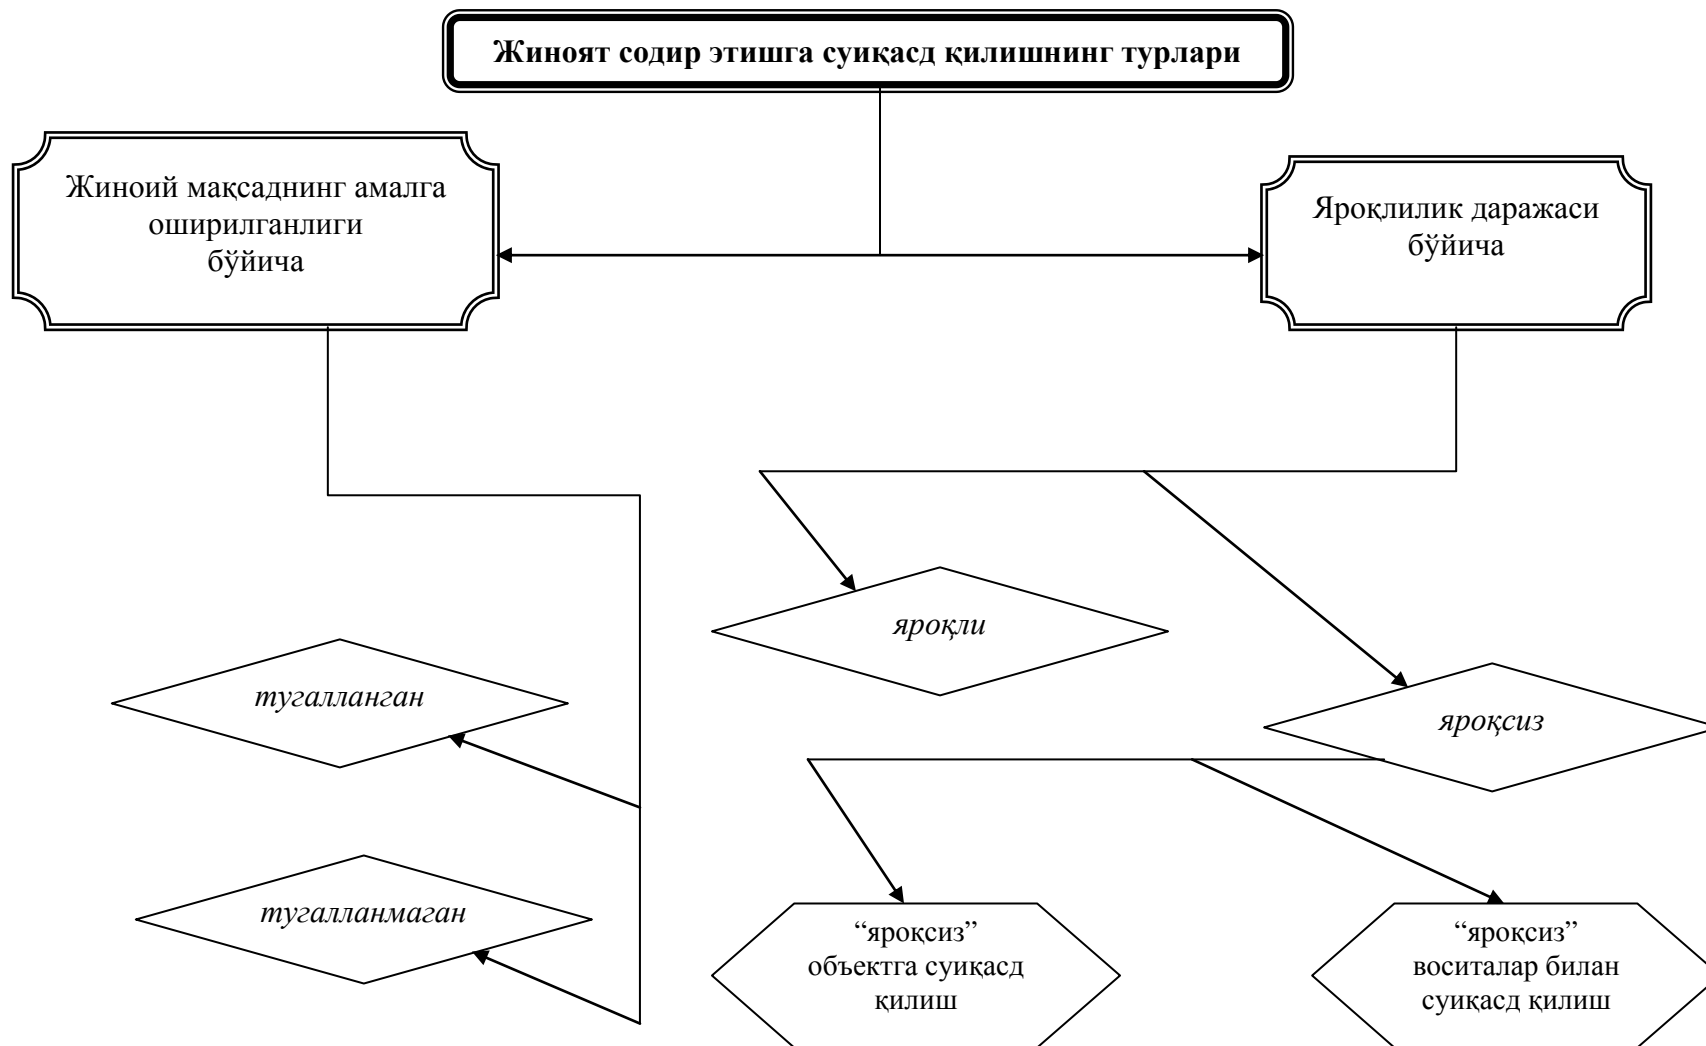 Жиноят содир этишга суиқасд қилишнинг турлари
Жиноий мақсаднинг амалга
оширилганлиги
бўйича
Яроқлилик даражаси
бўйича
яроқли
тугалланган
яроқсиз
тугалланмаган
“яроқсиз”
объектга суиқасд
қилиш
“яроқсиз”
воситалар билан
суиқасд қилиш